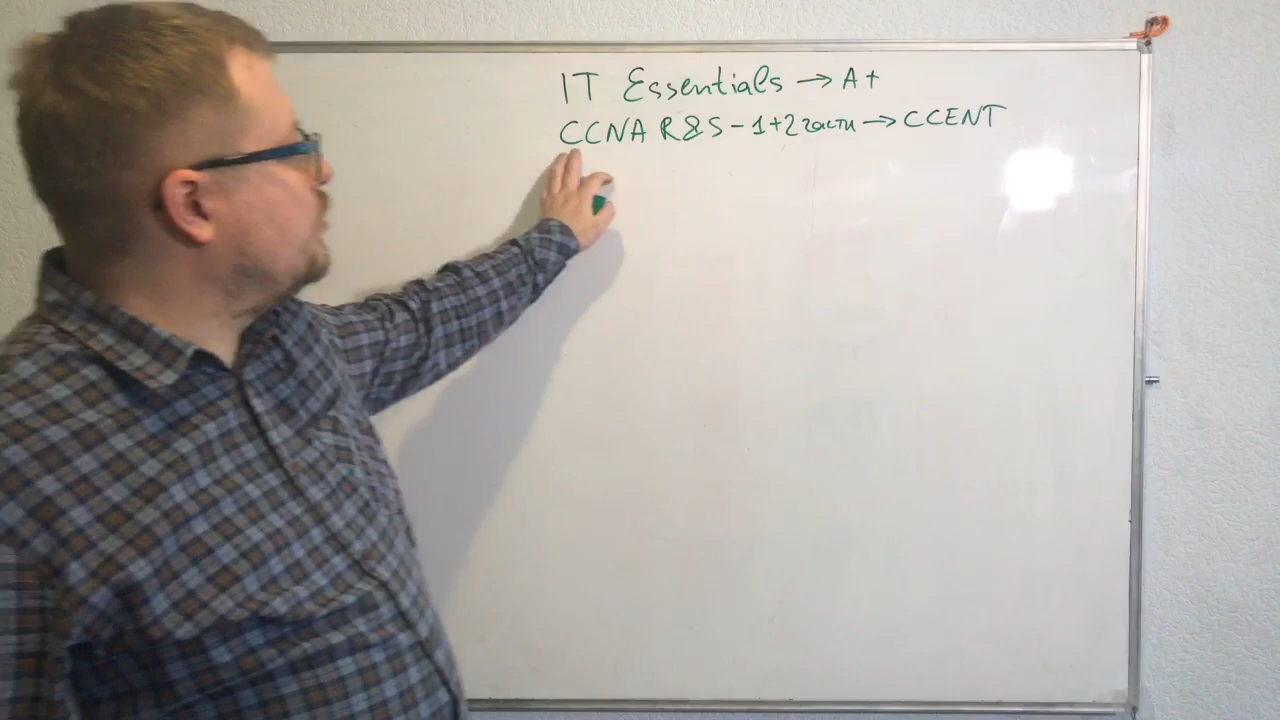 IT Essentials → A+
CCNA R&S - 1+2 части → CCENT